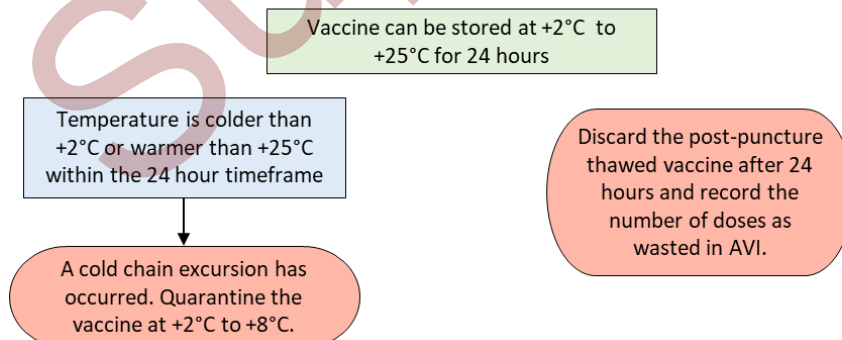 Vaccine can be stored at +2°C to
+25°C for 24 hours
Temperature is colder than
+2°C or warmer than +25°C
within the 24 hour timeframe
Discard the post-puncture
thawed vaccine after 24
hours and record the
number of doses as
wasted in AVI.
A cold chain excursion has
occurred. Quarantine the
vaccine at +2°C to +8°C.